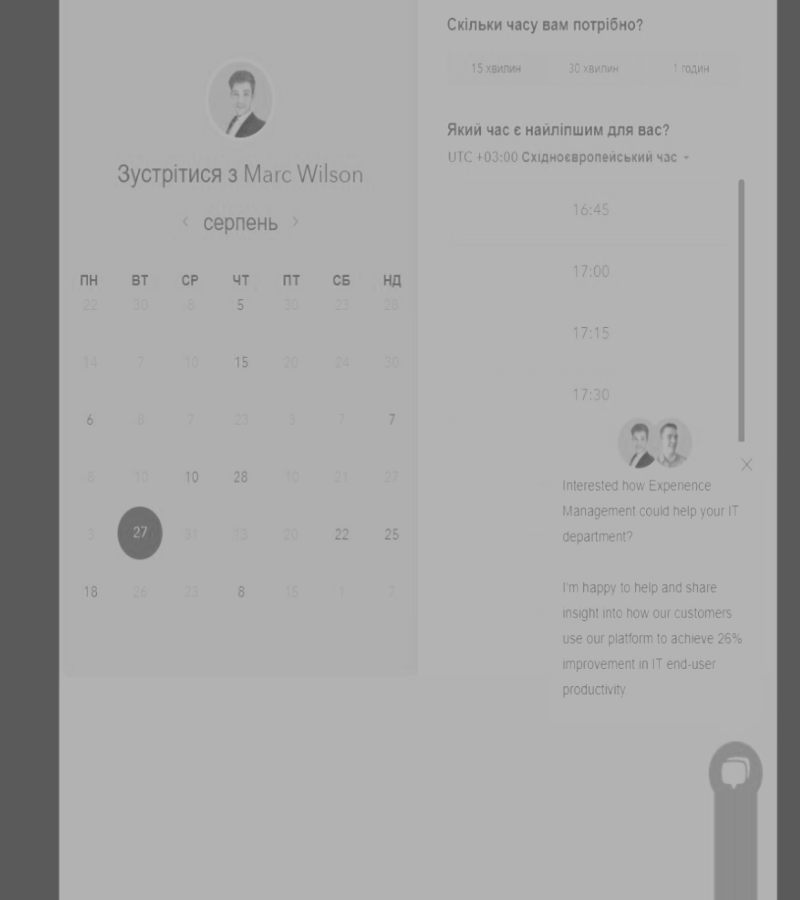 Зустрітися з Marc Wilson
серпень
ПН ВТ СР ЧТ ПТ СБ НД
22 30 8 5 30 23 26
14 7 10 15 20 24 30
6 8 7 23 3 7 7
8 10 10 28 10 21 27
3 27 31 13 20 22 25
18 26 23 8 15 1 7
Скільки часу вам потрібно?
15 хвилин 30 хвилин 1 годин
Який час є найліпшим для вас?
UTC +03:00 Східноєвропейський час
16:45
17:00
17:15
17:30
Interested how Experience
Management could help your IT
department?
I'm happy to help and share
insight into how our customers
use our platform to achieve 26%
improvement in IT end-user
productivity.